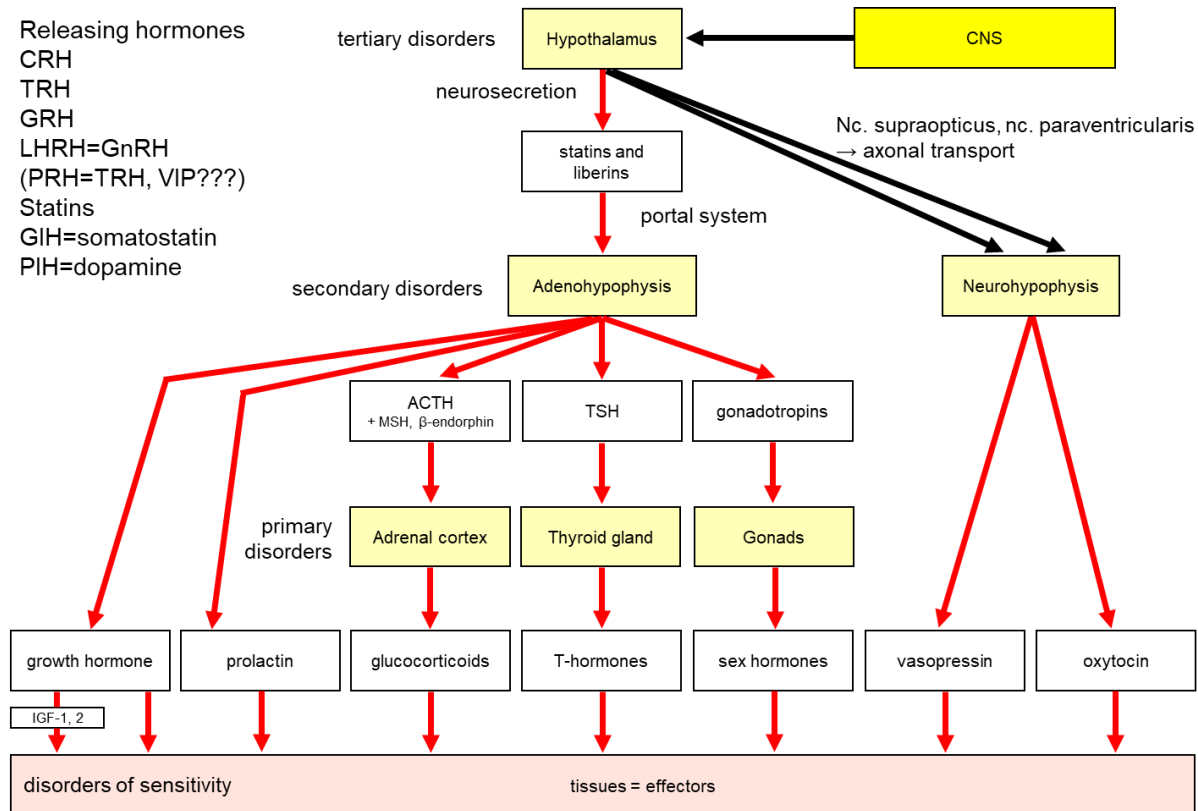 Releasing hormones
CRH
TRH
GRH
LHRH=GnRH
(PRH=TRH, VIP???)
Statins
GIH=somatostatin
PIH=dopamine
tertiary disorders
Hypothalamus
CNS
neurosecretion
Nc. supraopticus, nc. paraventricularis
→ axonal transport
statins and
liberins
portal system
secondary disorders
Adenohypophysis
Neurohypophysis
ACTH
+ MSH, β-endorphin
TSH
gonadotropins
primary
disorders
Adrenal cortex
Thyroid gland
Gonads
growth hormone
prolactin
glucocorticoids
T-hormones
sex hormones
vasopressin
oxytocin
IGF-1, 2
disorders of sensitivity
tissues = effectors